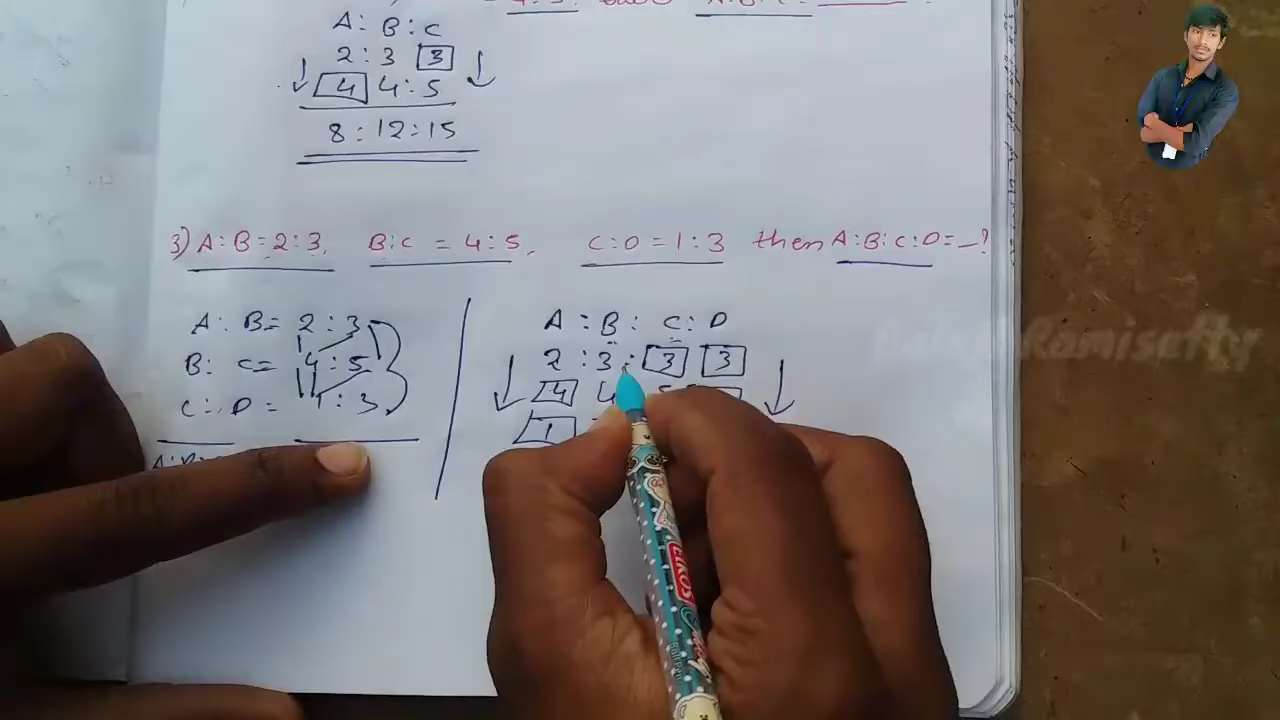 A : B : C
2 : 3 3
4 4 : 5
8 : 12 : 15
3) A:B=2:3, B:C = 4:5, C:D = 1:3 then A:B:C:D=_?
A : B = 2 : 3
B : C = 4 : 5
C : D = 1 : 3
A : B : C : D
2 : 3 : 3 3
4 4
1